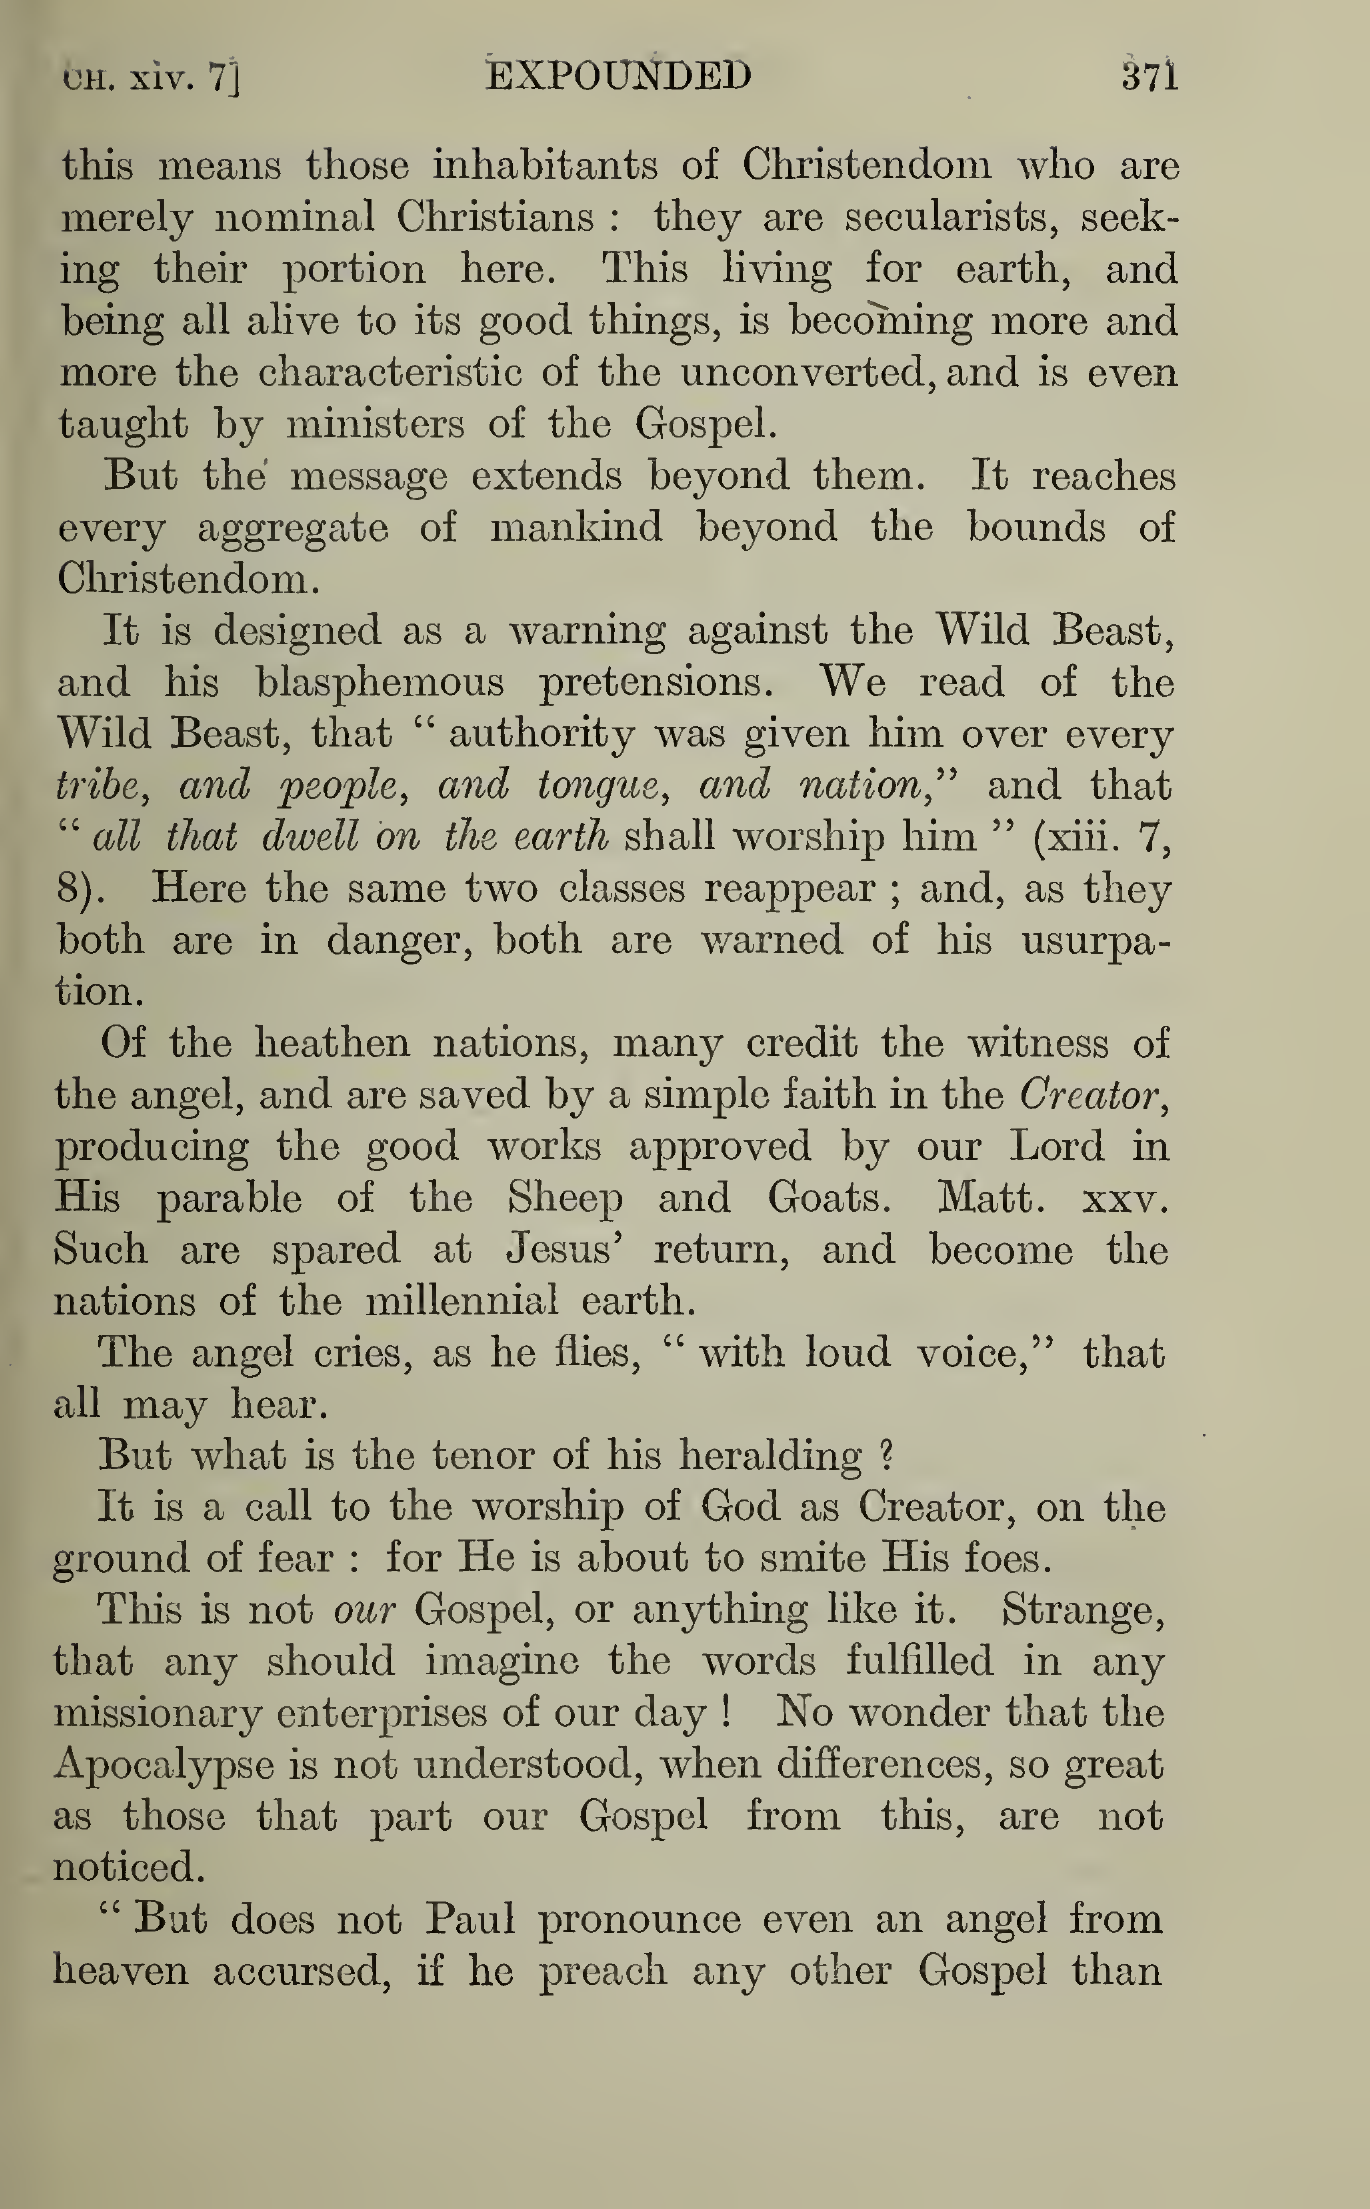 CH. xiv. 7] EXPOUNDED 371
this means those inhabitants of Christendom who are
merely nominal Christians : they are secularists, seek-
ing their portion here. This living for earth, and
being all alive to its good things, is becoming more and
more the characteristic of the unconverted, and is even
taught by ministers of the Gospel.
But the message extends beyond them. It reaches
every aggregate of mankind beyond the bounds of
Christendom.
It is designed as a warning against the Wild Beast,
and his blasphemous pretensions. We read of the
Wild Beast, that “ authority was given him over every
tribe, and people, and tongue, and nation,” and that
“ all that dwell on the earth shall worship him ” (xiii. 7,
8). Here the same two classes reappear ; and, as they
both are in danger, both are warned of his usurpa-
tion.
Of the heathen nations, many credit the witness of
the angel, and are saved by a simple faith in the Creator,
producing the good works approved by our Lord in
His parable of the Sheep and Goats. Matt. xxv.
Such are spared at Jesus’ return, and become the
nations of the millennial earth.
The angel cries, as he flies, “ with loud voice,” that
all may hear.
But what is the tenor of his heralding ?
It is a call to the worship of God as Creator, on the
ground of fear : for He is about to smite His foes.
This is not our Gospel, or anything like it. Strange,
that any should imagine the words fulfilled in any
missionary enterprises of our day ! No wonder that the
Apocalypse is not understood, when differences, so great
as those that part our Gospel from this, are not
noticed.
“ But does not Paul pronounce even an angel from
heaven accursed, if he preach any other Gospel than